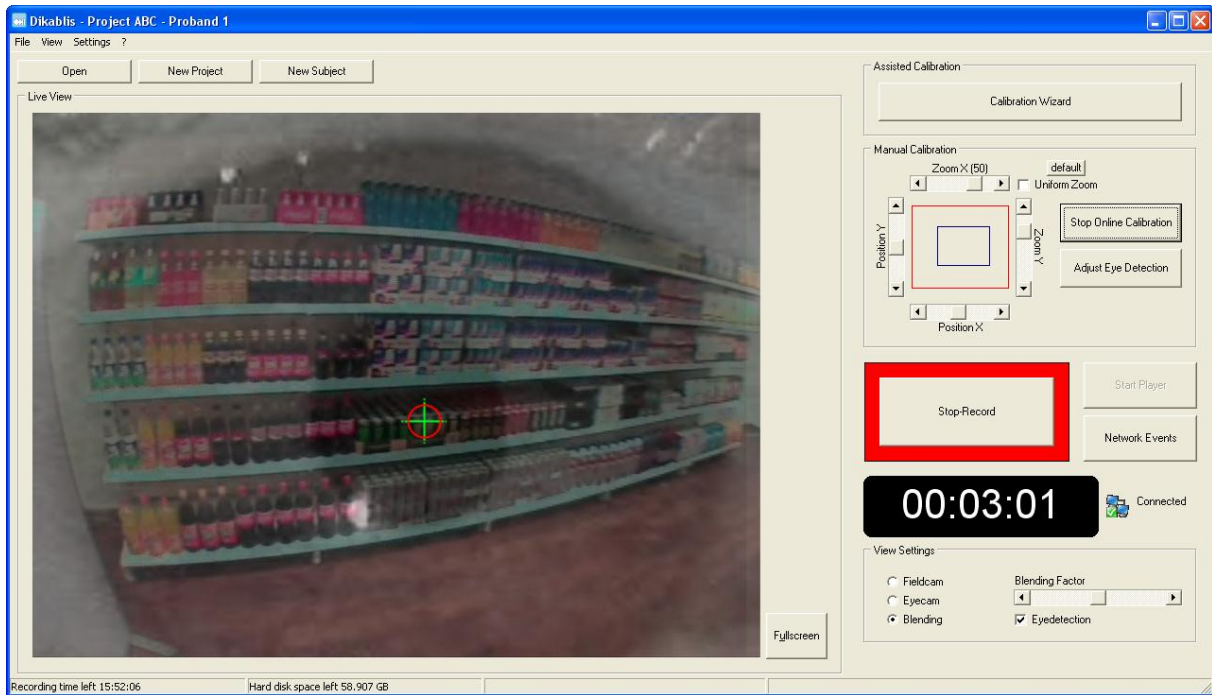 Dikablis - Project ABC - Proband 1
File View Settings ?
Open New Project New Subject
Live View
Fullscreen
Assisted Calibration
Calibration Wizard
Manual Calibration
Zoom X (50) default
Uniform Zoom
Position Y
Zoom Y
Stop Online Calibration
Adjust Eye Detection
Position X
Stop-Record
Start Player
Network Events
00:03:01
Connected
View Settings
Fieldcam
Eyecam
Blending
Blending Factor
Eyedetection
Recording time left 15:52:06 Hard disk space left 58.907 GB